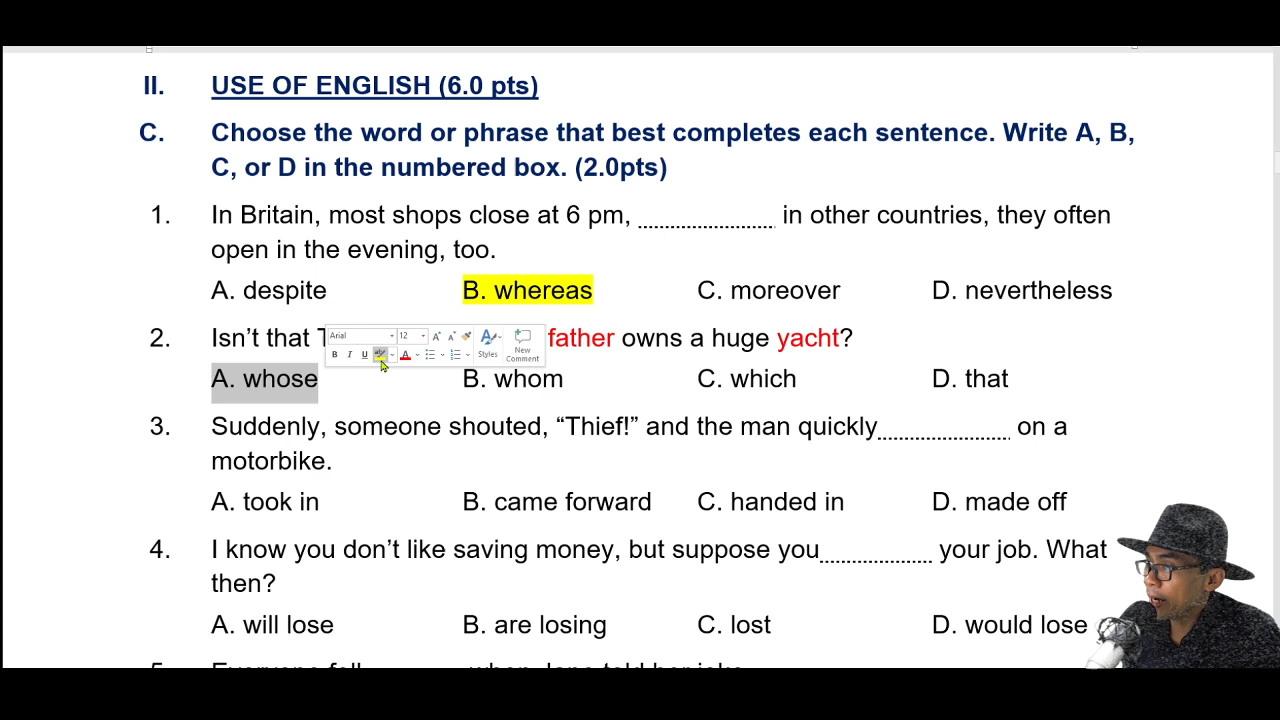 II. USE OF ENGLISH (6.0 pts)
C. Choose the word or phrase that best completes each sentence. Write A, B,
C, or D in the numbered box. (2.0pts)
1. In Britain, most shops close at 6 pm, ................ in other countries, they often
open in the evening, too.
A. despite B. whereas C. moreover D. nevertheless
Arial 12
2. Isn’t that father owns a huge yacht?
B I U Styles New
Comment
A. whose B. whom C. which D. that
3. Suddenly, someone shouted, “Thief!” and the man quickly................ on a
motorbike.
A. took in B. came forward C. handed in D. made off
4. I know you don’t like saving money, but suppose you................ your job. What
then?
A. will lose B. are losing C. lost D. would lose